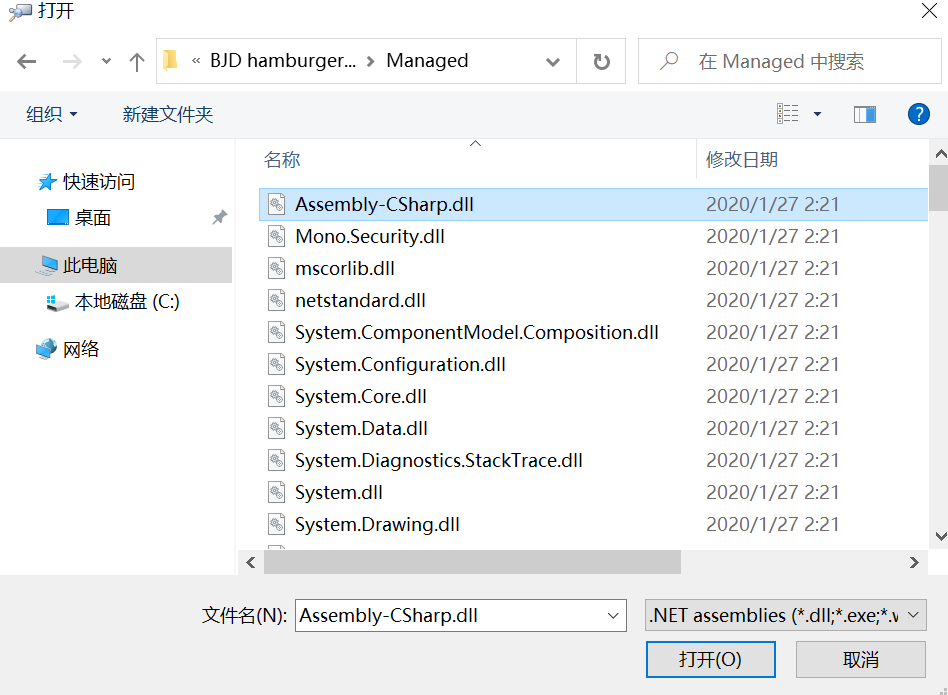 打开
« BJD hamburger... › Managed
在 Managed 中搜索
组织
新建文件夹
?
名称
修改日期
快速访问
桌面
此电脑
本地磁盘 (C:)
网络
Assembly-CSharp.dll 2020/1/27 2:21
Mono.Security.dll 2020/1/27 2:21
mscorlib.dll 2020/1/27 2:21
netstandard.dll 2020/1/27 2:21
System.ComponentModel.Composition.dll 2020/1/27 2:21
System.Configuration.dll 2020/1/27 2:21
System.Core.dll 2020/1/27 2:21
System.Data.dll 2020/1/27 2:21
System.Diagnostics.StackTrace.dll 2020/1/27 2:21
System.dll 2020/1/27 2:21
System.Drawing.dll 2020/1/27 2:21
文件名(N): Assembly-CSharp.dll
.NET assemblies (*.dll;*.exe;*.v
打开(O)
取消